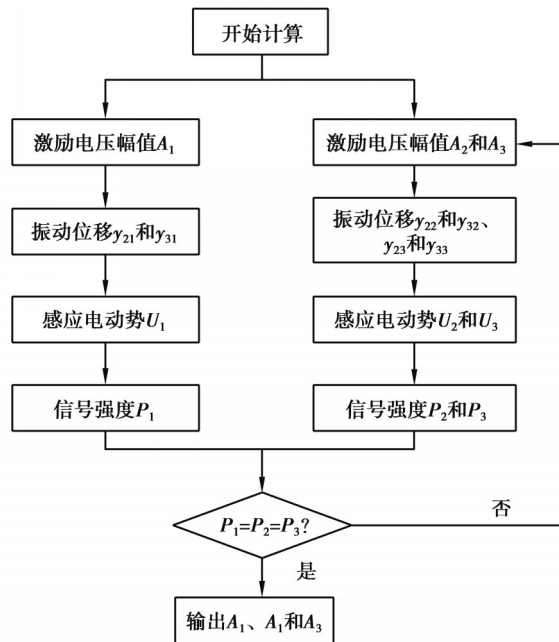 开始计算
激励电压幅值A₁
激励电压幅值A₂和A₃
振动位移y₂₁和y₃₁
振动位移y₂₂和y₃₂、
y₂₃和y₃₃
感应电动势U₁
感应电动势U₂和U₃
信号强度P₁
信号强度P₂和P₃
P₁=P₂=P₃?
否
是
输出A₁、A₁和A₃